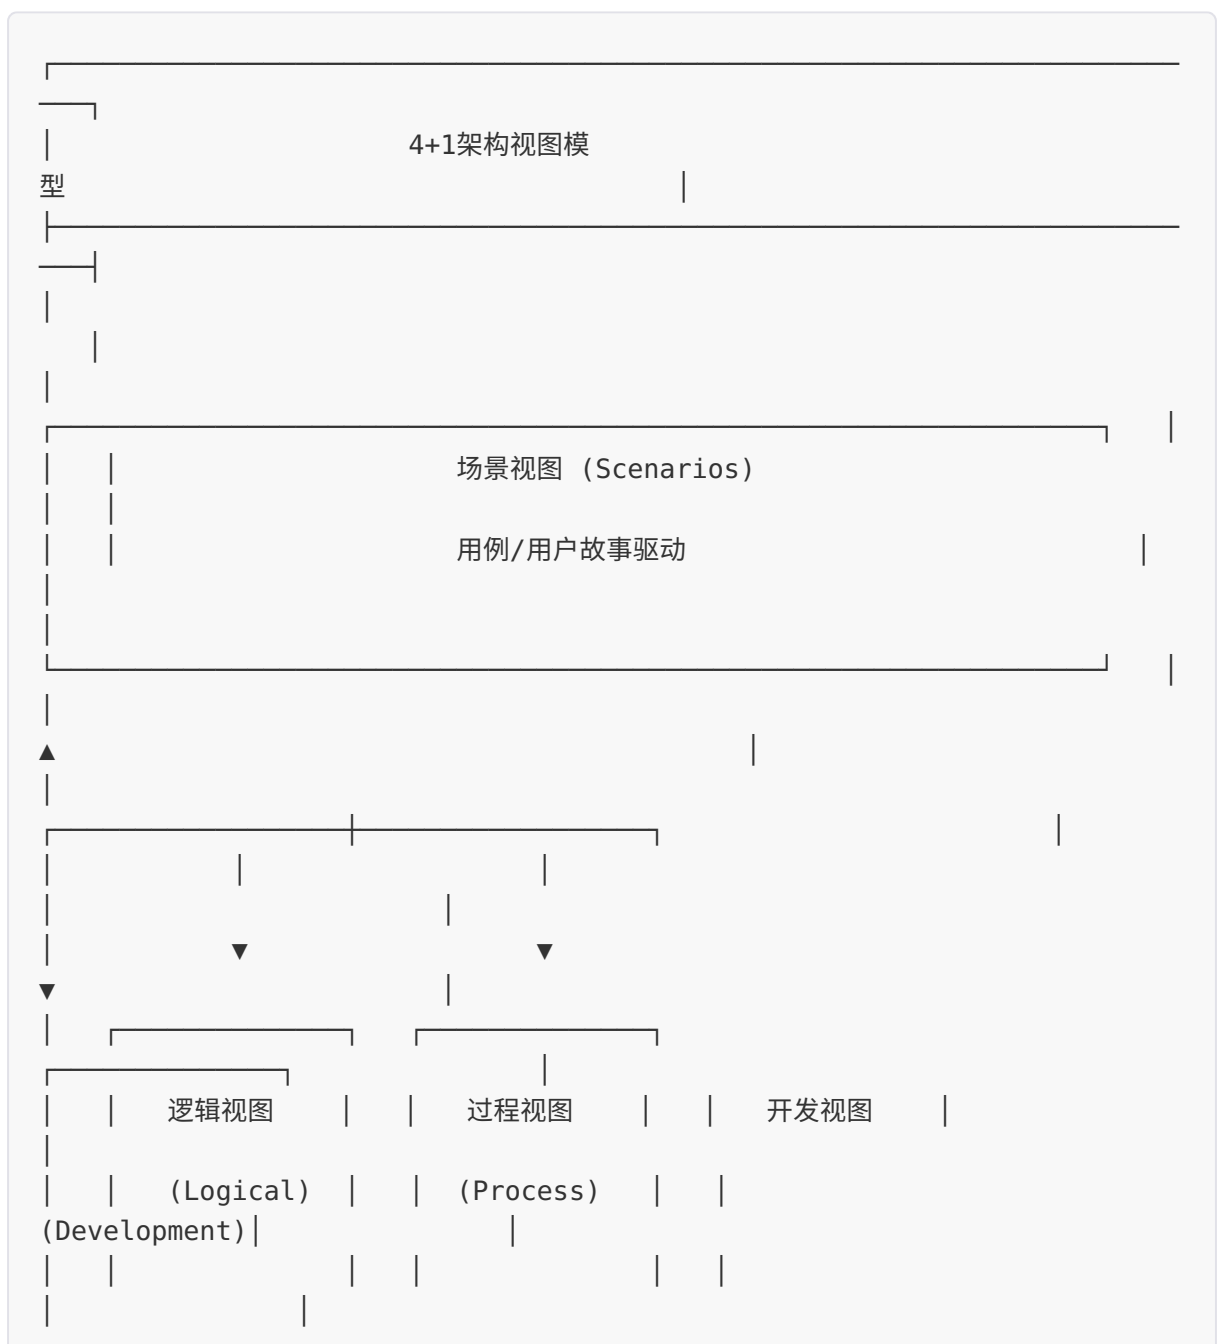 4+1架构视图模
型
场景视图 (Scenarios)
用例/用户故事驱动
逻辑视图 过程视图 开发视图
(Logical) (Process)
(Development)